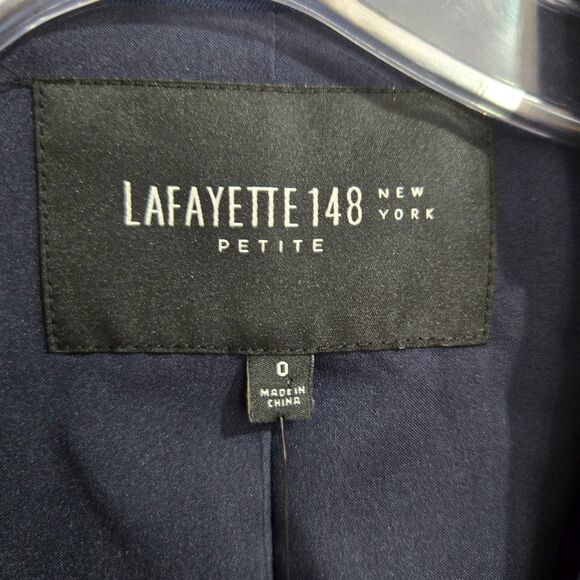 LAFAYETTE 148 NEW YORK
PETITE
0
MADE IN
CHINA